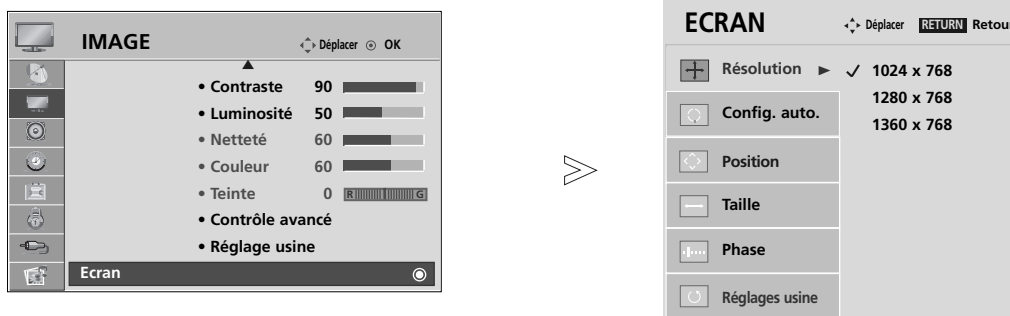 IMAGE
Déplacer OK
• Contraste 90
• Luminosité 50
• Netteté 60
• Couleur 60
• Teinte 0 R G
• Contrôle avancé
• Réglage usine
Ecran
ECRAN
Déplacer RETURN Retour
Résolution ► ✓ 1024 x 768
1280 x 768
1360 x 768
Config. auto.
Position
Taille
Phase
Réglages usine